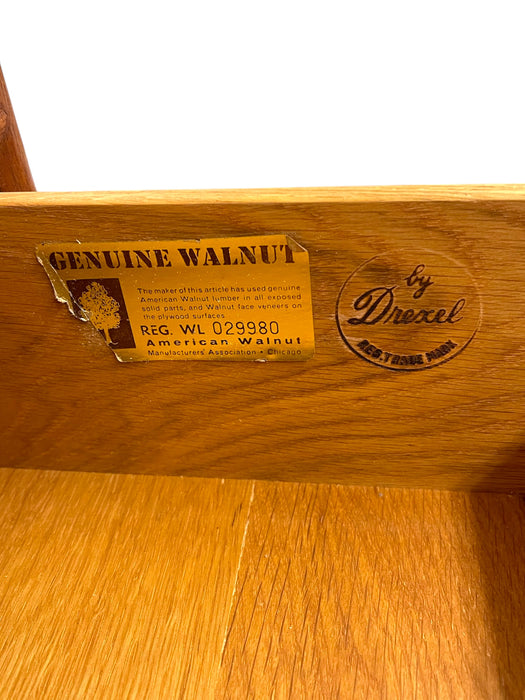 GENUINE WALNUT
The maker of this article has used genuine
American Walnut lumber in all exposed
solid parts, and Walnut face veneers on
the plywood surfaces.
REG. WL 029980
American Walnut
Manufacturers' Association • Chicago
by
Drexel
REG. TRADE MARK